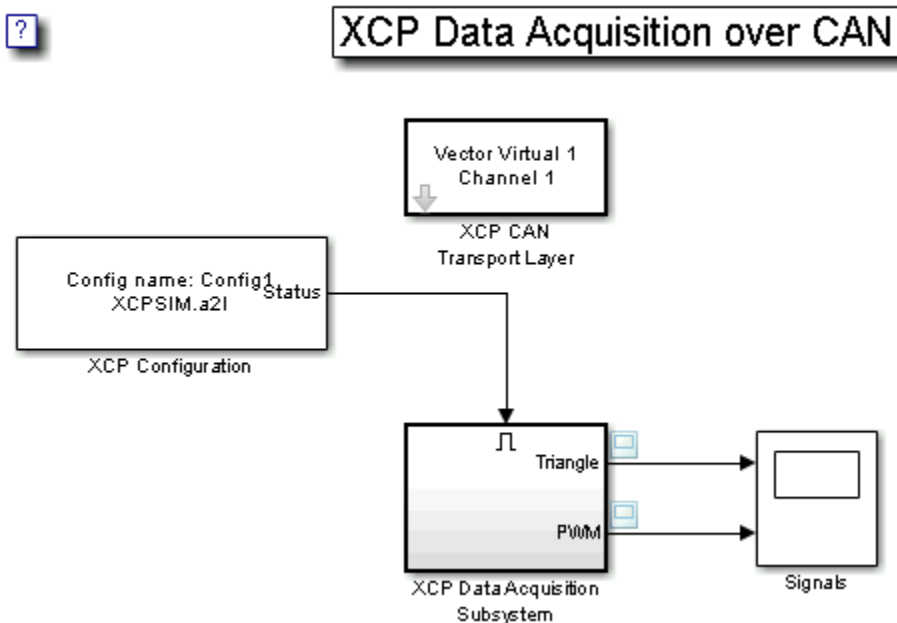 ?
XCP Data Acquisition over CAN
Vector Virtual 1
Channel 1
XCP CAN
Transport Layer
Config name: Config1
Status
XCPSIM.a2l
XCP Configuration
Triangle
PWM
XCP Data Acquisition
Subsystem
Signals